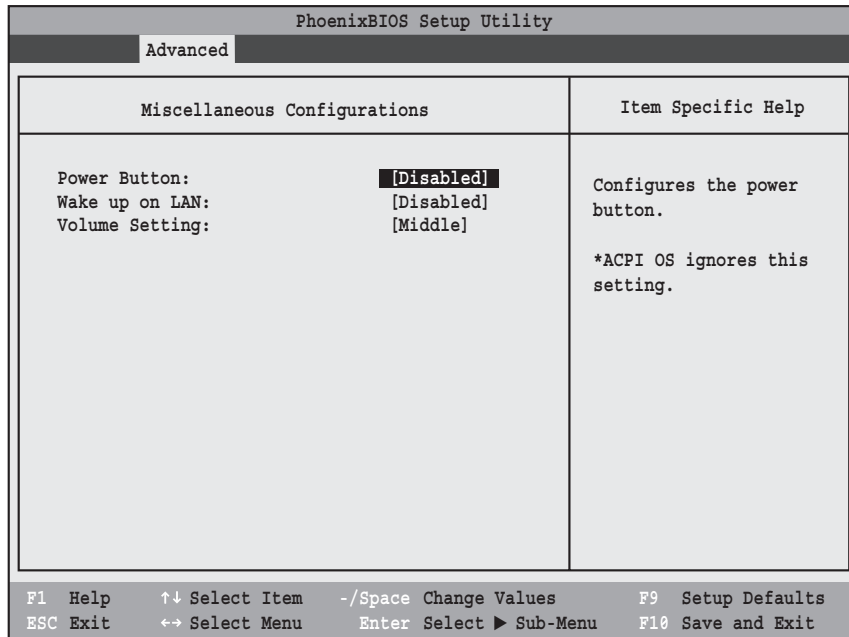 PhoenixBIOS Setup Utility
Advanced
Miscellaneous Configurations
Item Specific Help
Power Button: [Disabled]
Wake up on LAN: [Disabled]
Volume Setting: [Middle]
Configures the power
button.
*ACPI OS ignores this
setting.
F1 Help ↑↓ Select Item -/Space Change Values F9 Setup Defaults
ESC Exit ←→ Select Menu Enter Select ▶ Sub-Menu F10 Save and Exit